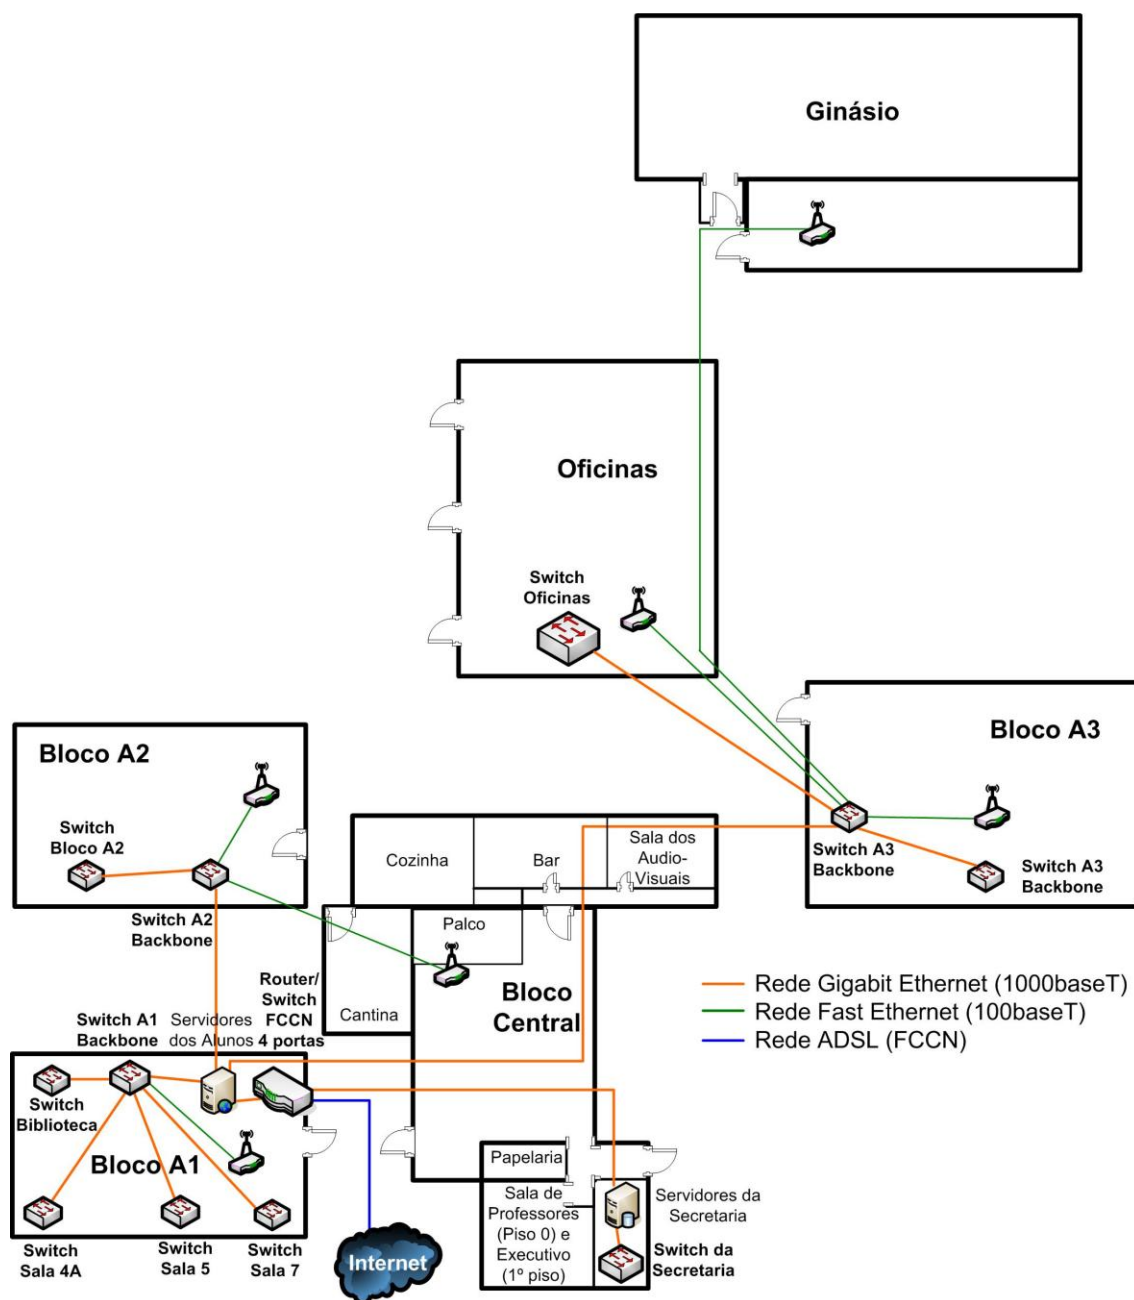 Ginásio
Oficinas
Switch
Oficinas
Bloco A2
Switch
Bloco A2
Switch A2
Backbone
Bloco A3
Switch A3
Backbone
Switch A3
Backbone
Cozinha
Bar
Sala dos
Audio-
Visuais
Palco
Cantina
Bloco
Central
Router/
Switch
FCCN
4 portas
Switch A1
Backbone
Servidores
dos Alunos
Rede Gigabit Ethernet (1000baseT)
Rede Fast Ethernet (100baseT)
Rede ADSL (FCCN)
Switch
Biblioteca
Bloco A1
Switch
Sala 4A
Switch
Sala 5
Switch
Sala 7
Internet
Papelaria
Sala de
Professores
(Piso 0) e
Executivo
(1º piso)
Servidores da
Secretaria
Switch da
Secretaria